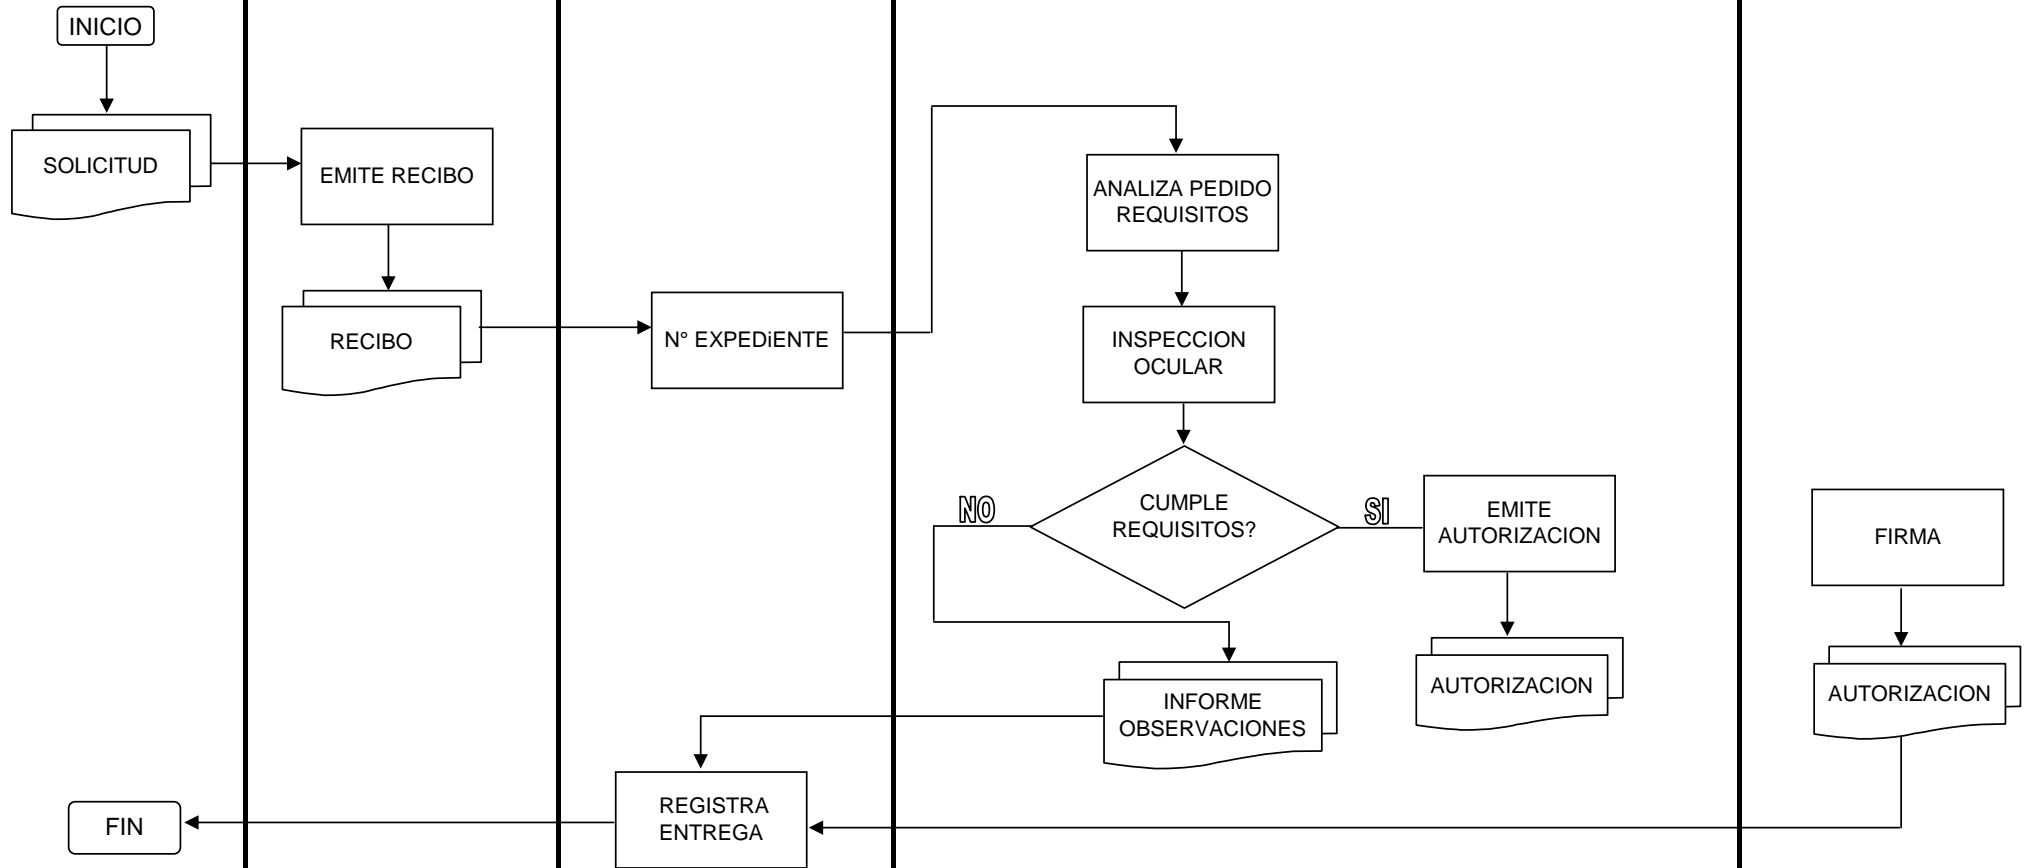 INICIO
SOLICITUD
EMITE RECIBO
RECIBO
N° EXPEDiENTE
ANALIZA PEDIDO
REQUISITOS
INSPECCION
OCULAR
CUMPLE
REQUISITOS?
NO
SI
EMITE
AUTORIZACION
AUTORIZACION
FIRMA
AUTORIZACION
INFORME
OBSERVACIONES
REGISTRA
ENTREGA
FIN